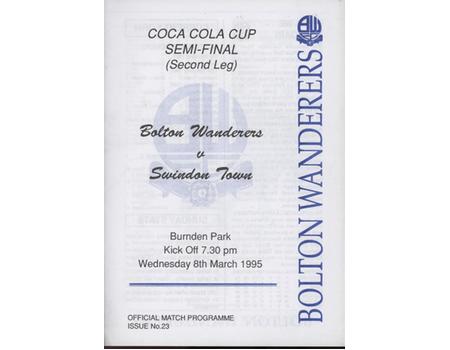 COCA COLA CUP
SEMI-FINAL
(Second Leg)
Bolton Wanderers
v
Swindon Town
Burnden Park
Kick Off 7.30 pm
Wednesday 8th March 1995
OFFICIAL MATCH PROGRAMME
ISSUE No.23
BOLTON WANDERERS